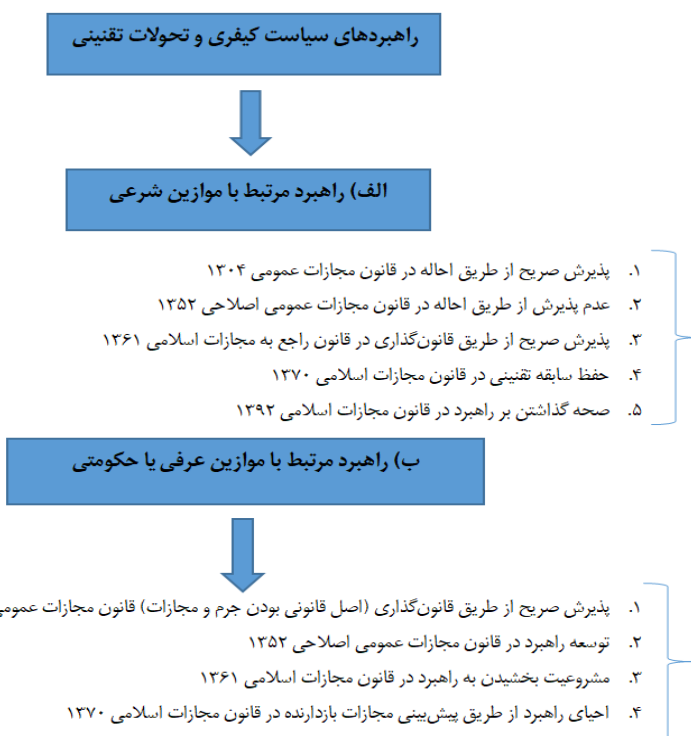 راهبردهای سیاست کیفری و تحولات تقنینی
الف) راهبرد مرتبط با موازین شرعی
۱. پذیرش صریح از طریق احاله در قانون مجازات عمومی ۱۳۰۴
۲. عدم پذیرش از طریق احاله در قانون مجازات عمومی اصلاحی ۱۳۵۲
۳. پذیرش صریح از طریق قانون‌گذاری در قانون راجع به مجازات اسلامی ۱۳۶۱
۴. حفظ سابقه تقنینی در قانون مجازات اسلامی ۱۳۷۰
۵. صحه گذاشتن بر راهبرد در قانون مجازات اسلامی ۱۳۹۲
ب) راهبرد مرتبط با موازین عرفی یا حکومتی
۱. پذیرش صریح از طریق قانون‌گذاری (اصل قانونی بودن جرم و مجازات) قانون مجازات
۲. توسعه راهبرد در قانون مجازات عمومی اصلاحی ۱۳۵۲
۳. مشروعیت بخشیدن به راهبرد در قانون مجازات اسلامی ۱۳۶۱
۴. احیای راهبرد از طریق پیش‌بینی مجازات بازدارنده در قانون مجازات اسلامی ۱۳۷۰